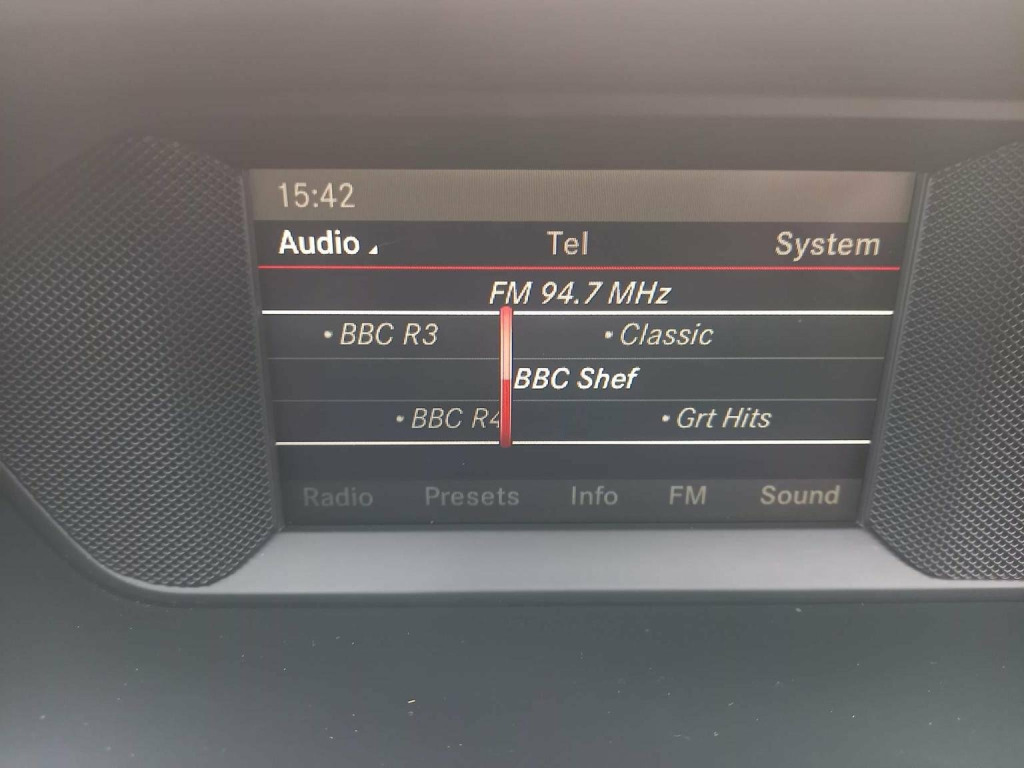 15:42
Audio Tel System
FM 94.7 MHz
• BBC R3 • Classic
BBC Shef
• BBC R4 • Grt Hits
Radio Presets Info FM Sound